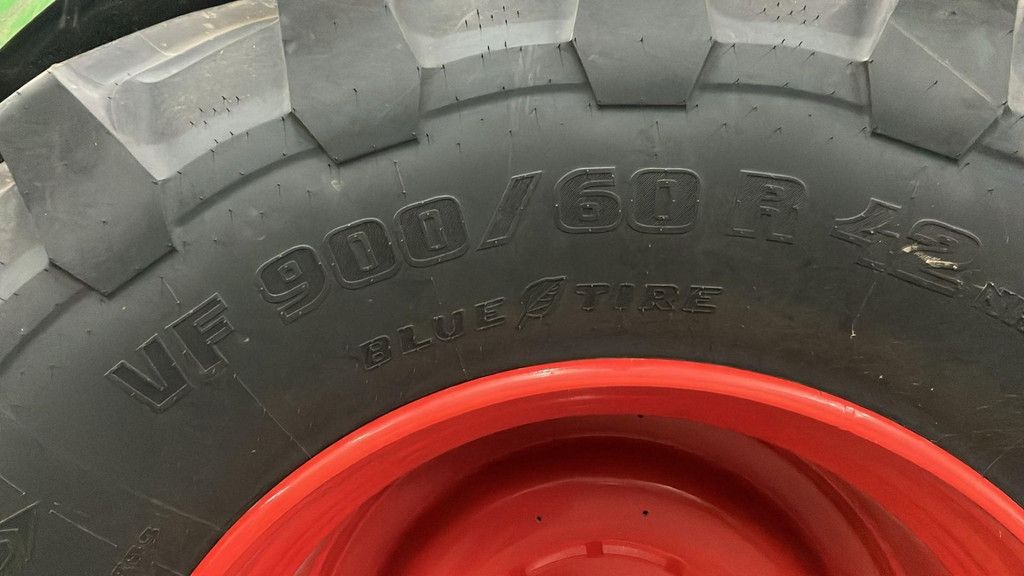 VF 900/60 R 42
BLUE TIRE